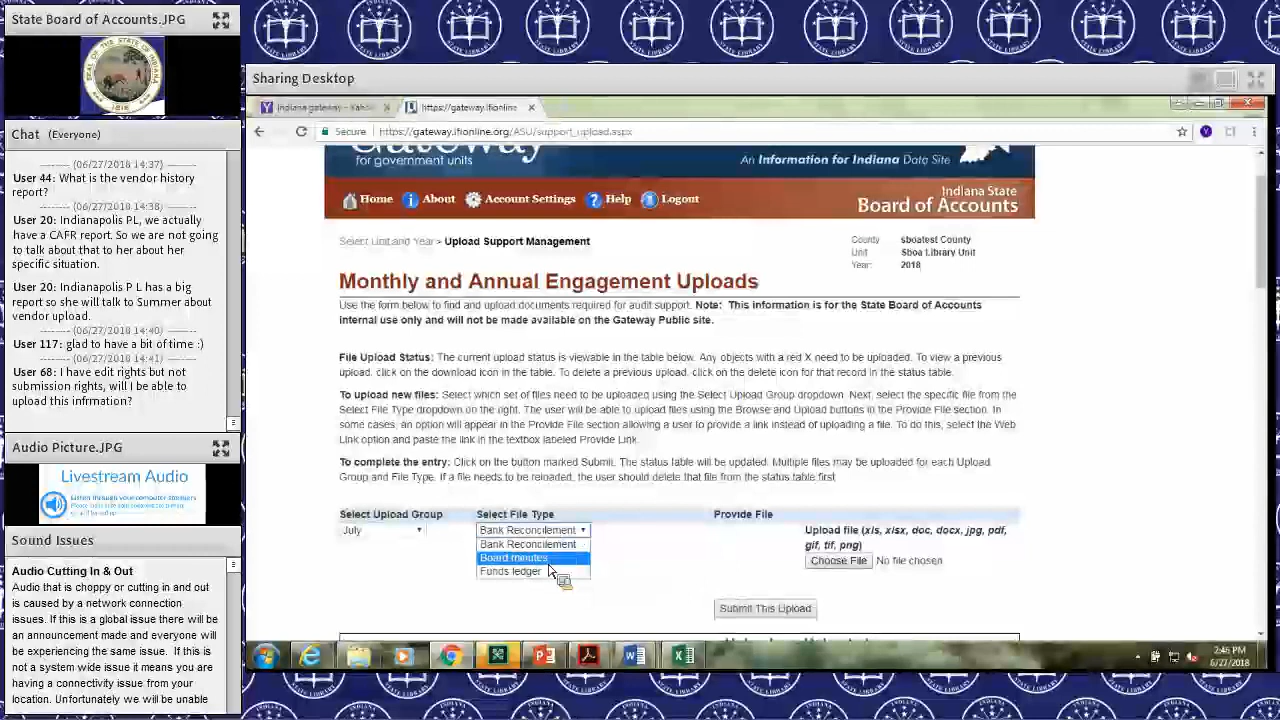 State Board of Accounts.JPG
Chat (Everyone)
-------- (06/27/2018 14:37) --------
User 44: What is the vendor history
report?
-------- (06/27/2018 14:38) --------
User 20: Indianapolis PL, we actually
have a CAFR report. So we are not going
to talk about that to her about her
specific situation.
User 20: Indianapolis P L has a big
report so she will talk to Summer about
vendor upload.
-------- (06/27/2018 14:40) --------
User 117: glad to have a bit of time :)
-------- (06/27/2018 14:41) --------
User 68: I have edit rights but not
submission rights, will I be able to
upload this infrmation?
Audio Picture.JPG
Livestream Audio
Listen through your computer speakers
Sound Issues
Audio Cutting In & Out
Audio that is choppy or cutting in and out
is caused by a network connection
issues. If this is a global issue there will be
an announcement made and everyone will
be experiencing the same issue. If this
is not a system wide issue it means you are
having a connectivity issue from your
location. Unfortunately we will be unable
Sharing Desktop
Indiana gateway - Yaho
https://gateway.ifionline
Secure https://gateway.ifionline.org/ASU/support_upload.aspx
Gateway
for government units
An Information for Indiana Data Site
Home About Account Settings Help Logout
Indiana State
Board of Accounts
Select Unit and Year > Upload Support Management
County sboatest County
Unit Sboa Library Unit
Year: 2018
Monthly and Annual Engagement Uploads
Use the form below to find and upload documents required for audit support. Note: This information is for the State Board of Accounts
internal use only and will not be made available on the Gateway Public site.
File Upload Status: The current upload status is viewable in the table below. Any objects with a red X need to be uploaded. To view a previous
upload, click on the download icon in the table. To delete a previous upload, click on the delete icon for that record in the status table.
To upload new files: Select which set of files need to be uploaded using the Select Upload Group dropdown. Next, select the specific file from the
Select File Type dropdown on the right. The user will be able to upload files using the Browse and Upload buttons in the Provide File section. In
some cases, an option will appear in the Provide File section allowing a user to provide a link instead of uploading a file. To do this, select the Web
Link option and paste the link in the textbox labeled Provide Link.
To complete the entry: Click on the button marked Submit. The status table will be updated. Multiple files may be uploaded for each Upload
Group and File Type. If a file needs to be reloaded, the user should delete that file from the status table first
Select Upload Group Select File Type Provide File
July Bank Reconcilement
Bank Reconcilement
Board minutes
Funds ledger
Upload file (xls, xlsx, doc, docx, jpg, pdf,
gif, tif, png)
Choose File No file chosen
Submit This Upload
2:45 PM
6/27/2018